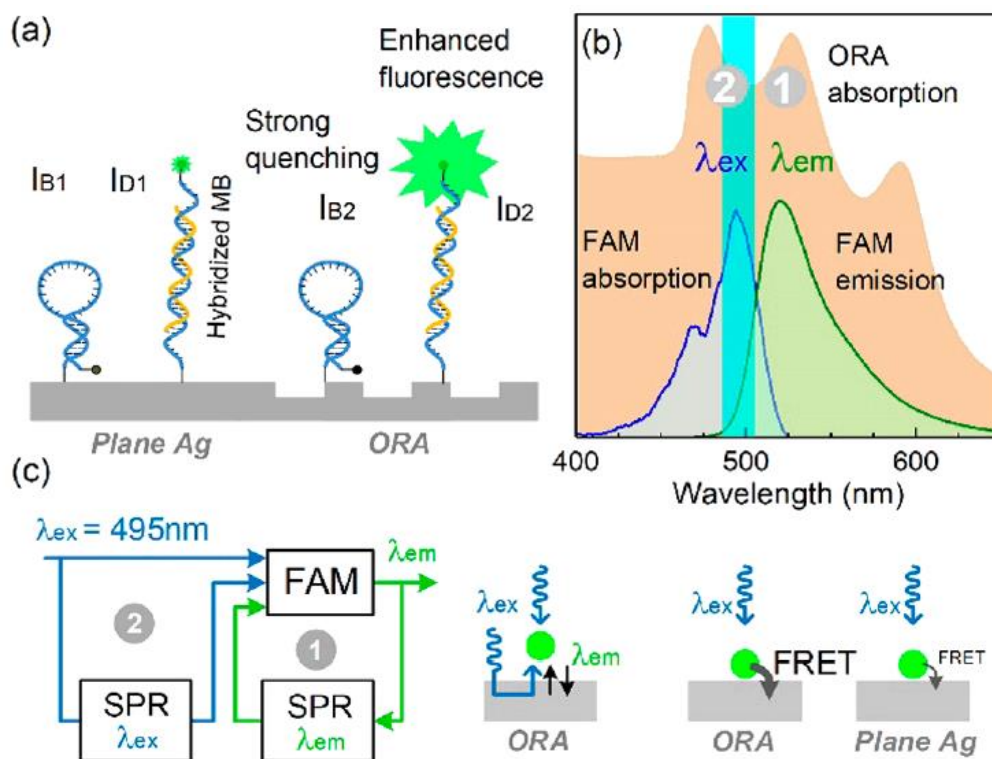 (a)
Enhanced
fluorescence
Strong
quenching
IB1
ID1
Hybridized MB
IB2
ID2
Plane Ag
ORA
(b)
ORA
absorption
2
1
λex
λem
FAM
absorption
FAM
emission
400
500
600
Wavelength (nm)
(c)
λex = 495nm
λem
FAM
2
1
SPR
λex
SPR
λem
λex
λem
ORA
λex
FRET
ORA
λex
FRET
Plane Ag